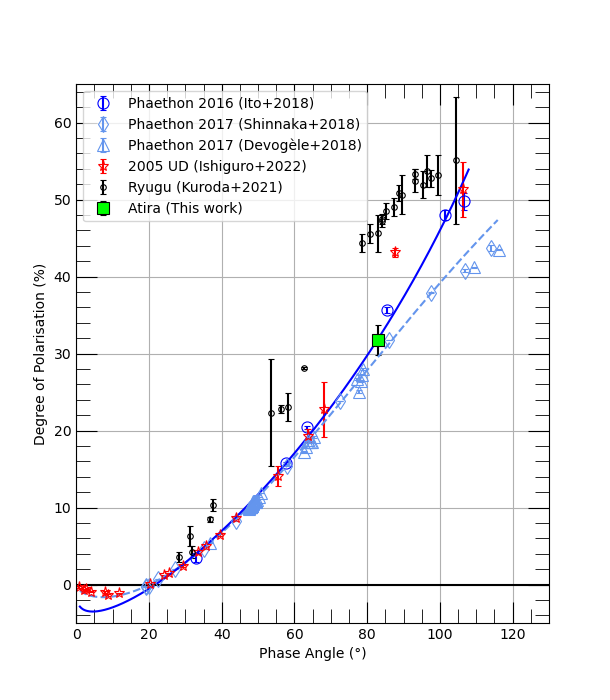 Phaethon 2016 (Ito+2018)
Phaethon 2017 (Shinnaka+2018)
Phaethon 2017 (Devogèle+2018)
2005 UD (Ishiguro+2022)
Ryugu (Kuroda+2021)
Atira (This work)
Degree of Polarisation (%)
60
50
40
30
20
10
0
0 20 40 60 80 100 120
Phase Angle (°)